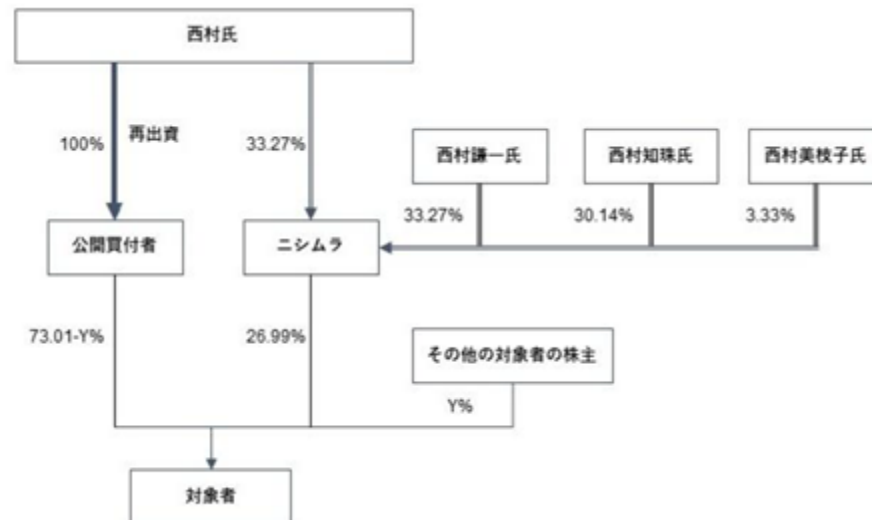 西村氏
100%
再出資
33.27%
西村謙一氏
西村知珠氏
西村美枝子氏
33.27%
30.14%
3.33%
公開買付者
ニシムラ
73.01-Y%
26.99%
その他の対象者の株主
Y%
対象者